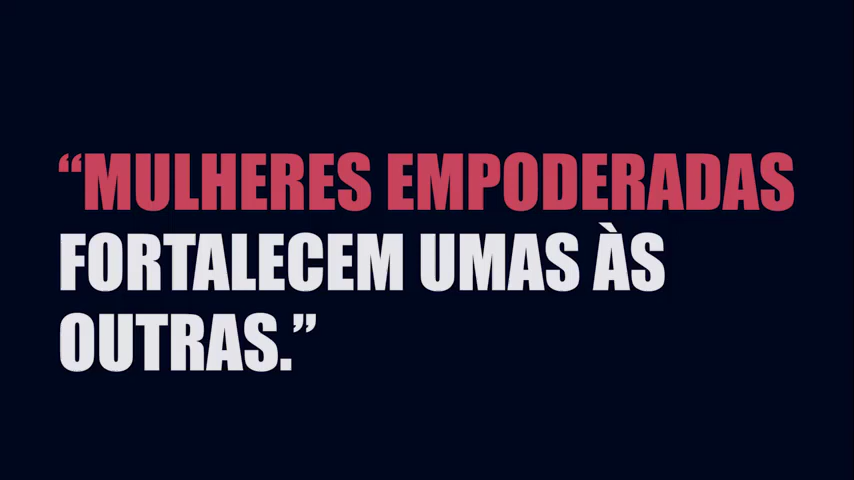 “MULHERES EMPODERADAS
FORTALECEM UMAS ÀS
OUTRAS.”